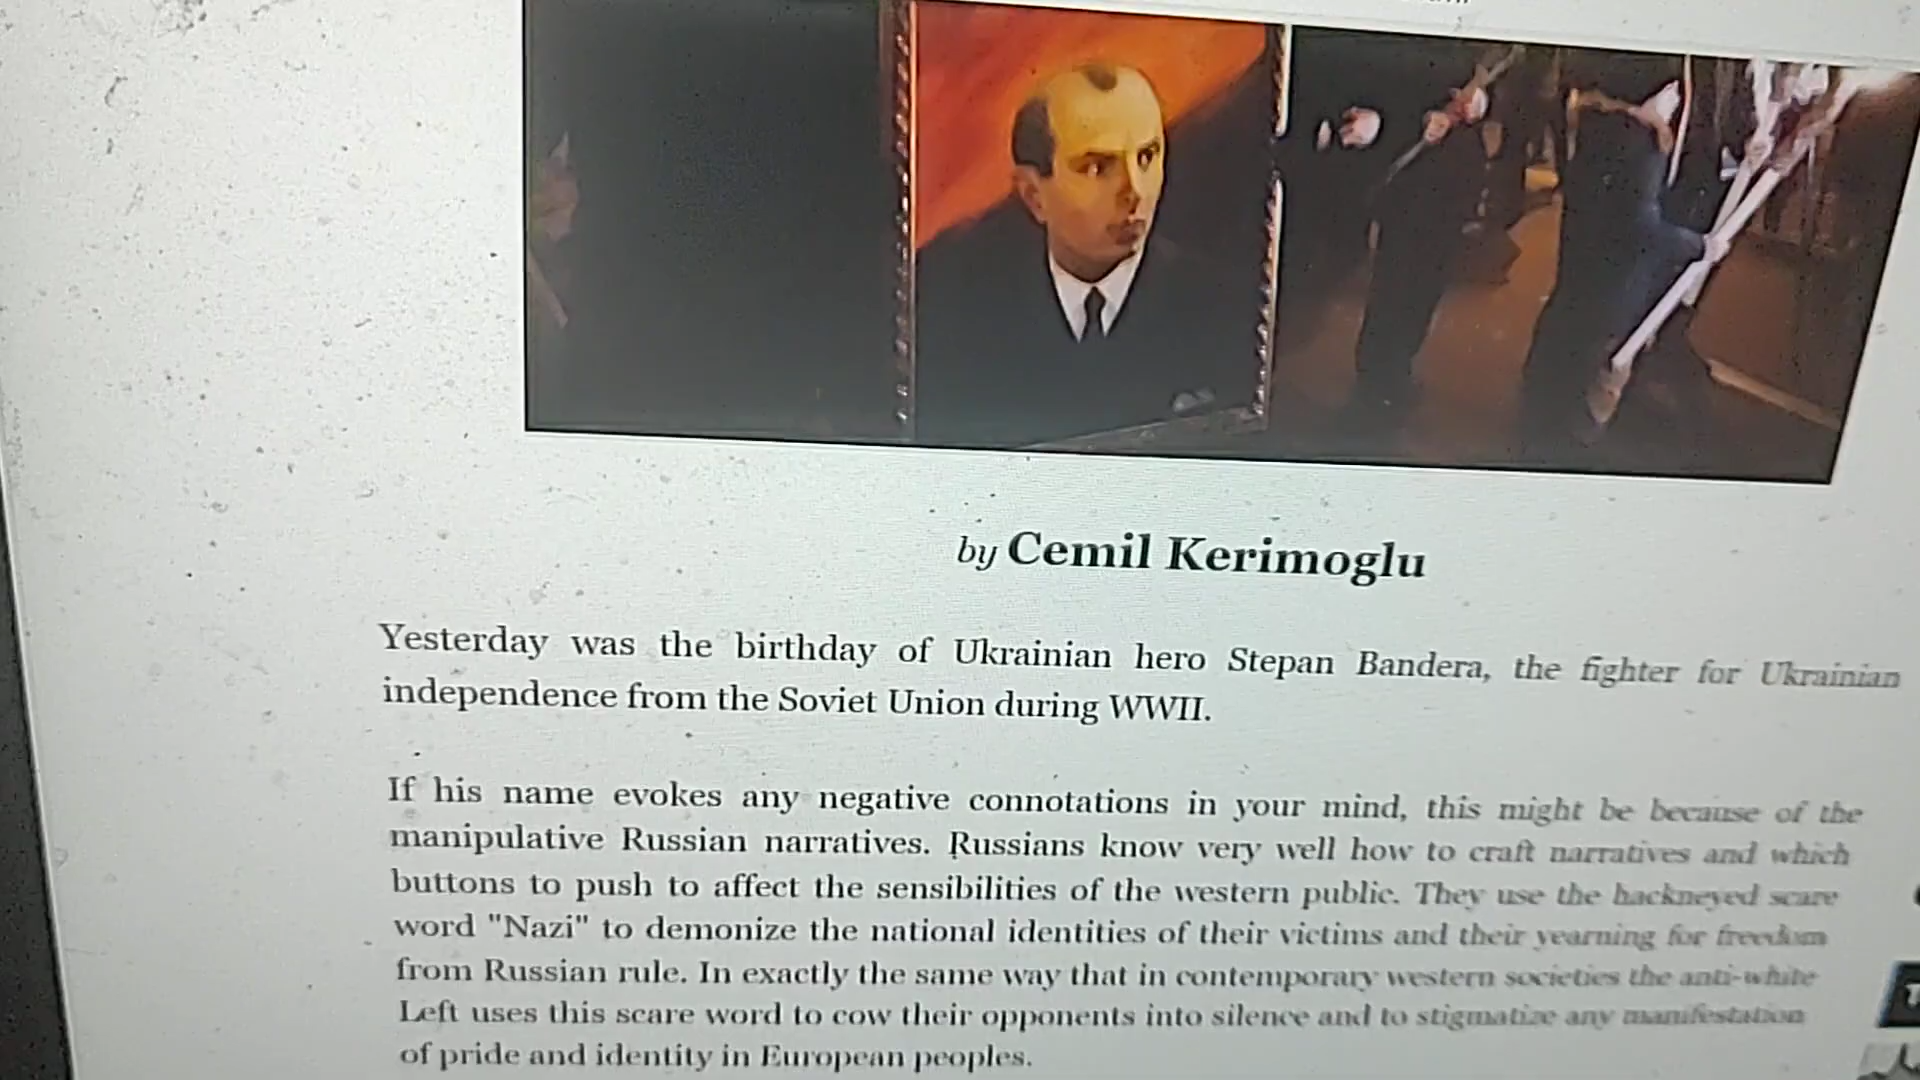 by Cemil Kerimoglu
Yesterday was the birthday of Ukrainian hero Stepan Bandera, the fighter for Ukrainian
independence from the Soviet Union during WWII.
If his name evokes any negative connotations in your mind, this might be because of the
manipulative Russian narratives. Russians know very well how to craft narratives and which
buttons to push to affect the sensibilities of the western public. They use the hackneyed scare
word "Nazi" to demonize the national identities of their victims and their yearning for freedom
from Russian rule. In exactly the same way that in contemporary western societies the anti-white
Left uses this scare word to cow their opponents into silence and to stigmatize any manifestation
of pride and identity in European peoples.